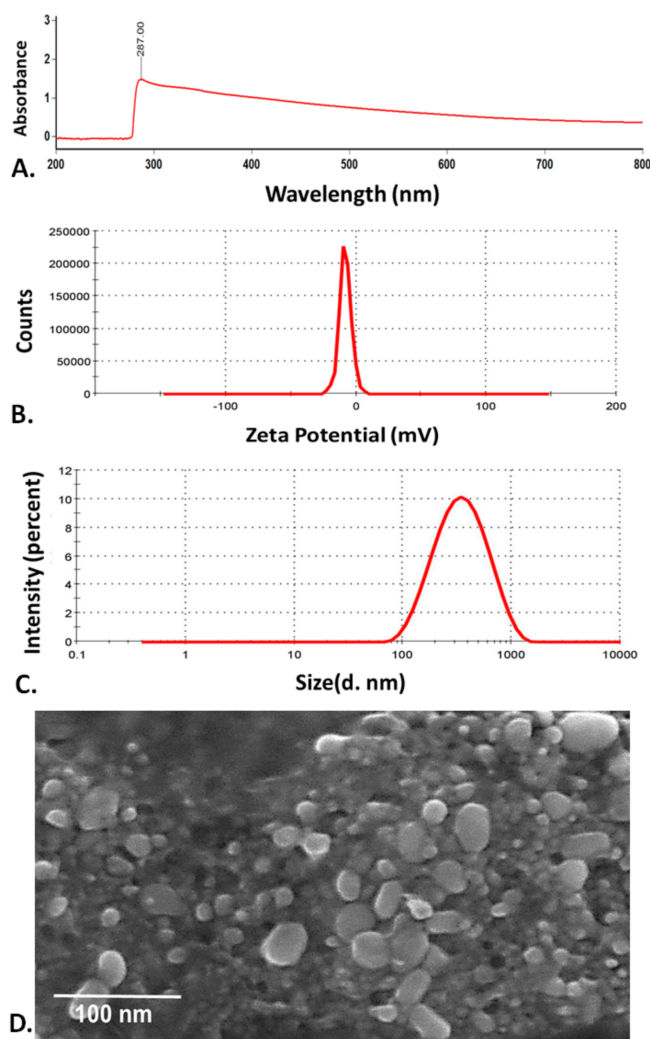 287.00
3
2
1
0
Absorbance
200 300 400 500 600 700 800
A.
Wavelength (nm)
250000
200000
150000
100000
50000
0
Counts
-100 0 100 200
B.
Zeta Potential (mV)
12
10
8
6
4
2
0
Intensity (percent)
0.1 1 10 100 1000 10000
C.
Size(d. nm)
100 nm
D.